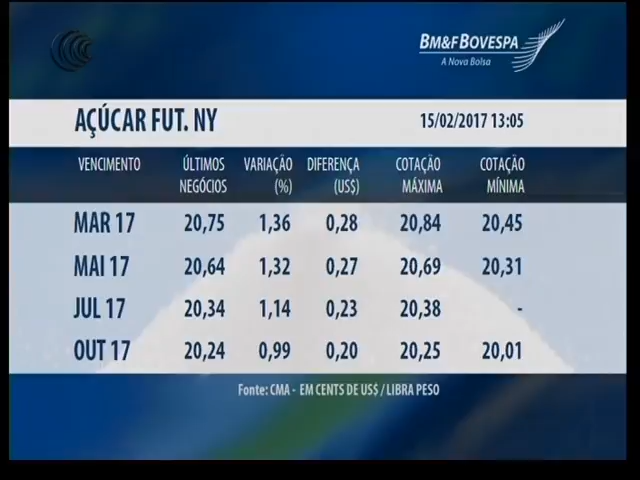 BM&FBOVESPA
A Nova Bolsa
AÇÚCAR FUT. NY 15/02/2017 13:05
VENCIMENTO ÚLTIMOS NEGÓCIOS VARIAÇÃO (%) DIFERENÇA (US$) COTAÇÃO MÁXIMA COTAÇÃO MÍNIMA
MAR 17 20,75 1,36 0,28 20,84 20,45
MAI 17 20,64 1,32 0,27 20,69 20,31
JUL 17 20,34 1,14 0,23 20,38 -
OUT 17 20,24 0,99 0,20 20,25 20,01
Fonte: CMA - EM CENTS DE US$ / LIBRA PESO